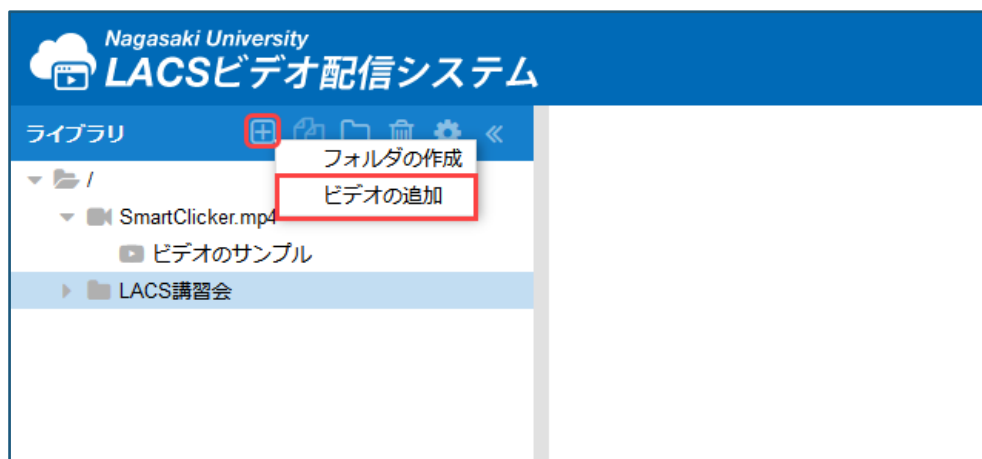 Nagasaki University
LACSビデオ配信システム
ライブラリ
フォルダの作成
ビデオの追加
/
SmartClicker.mp4
ビデオのサンプル
LACS講習会